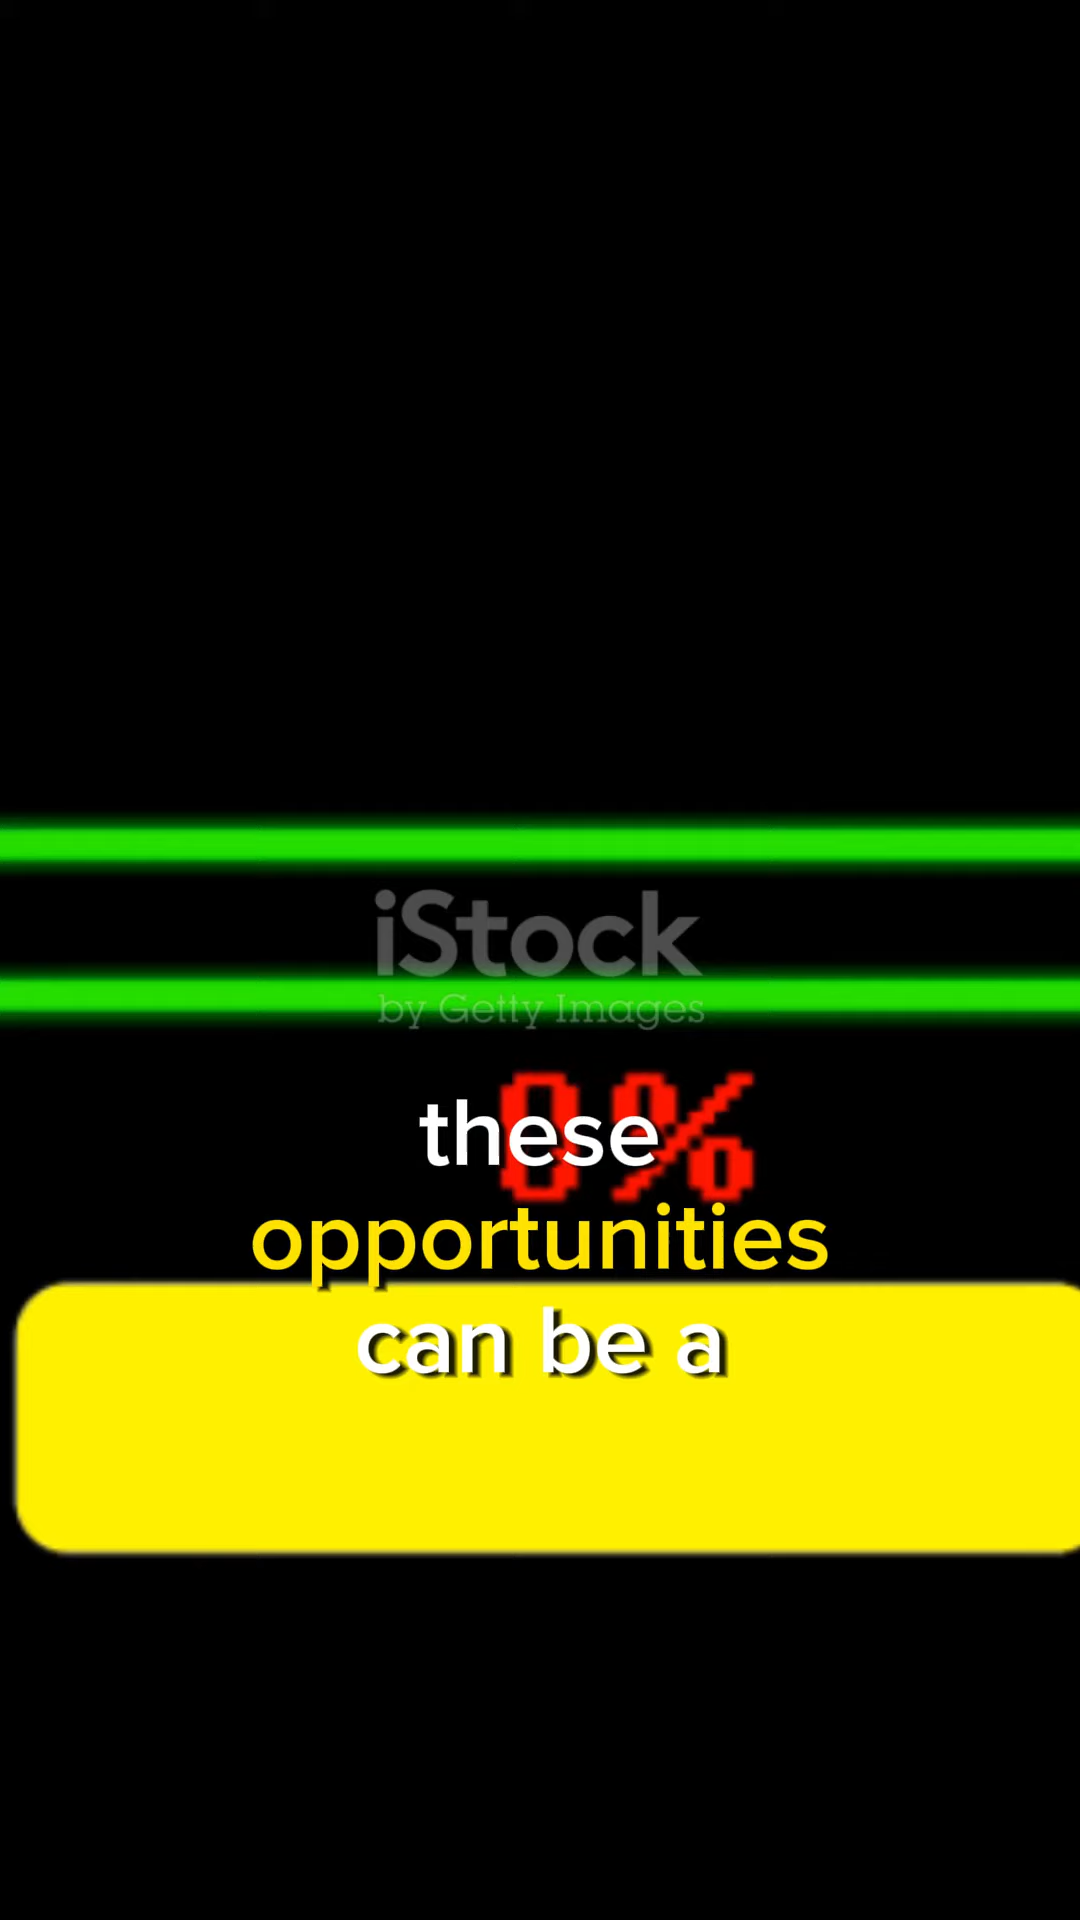 iStock
by Getty Images
0%
these
opportunities
can be a